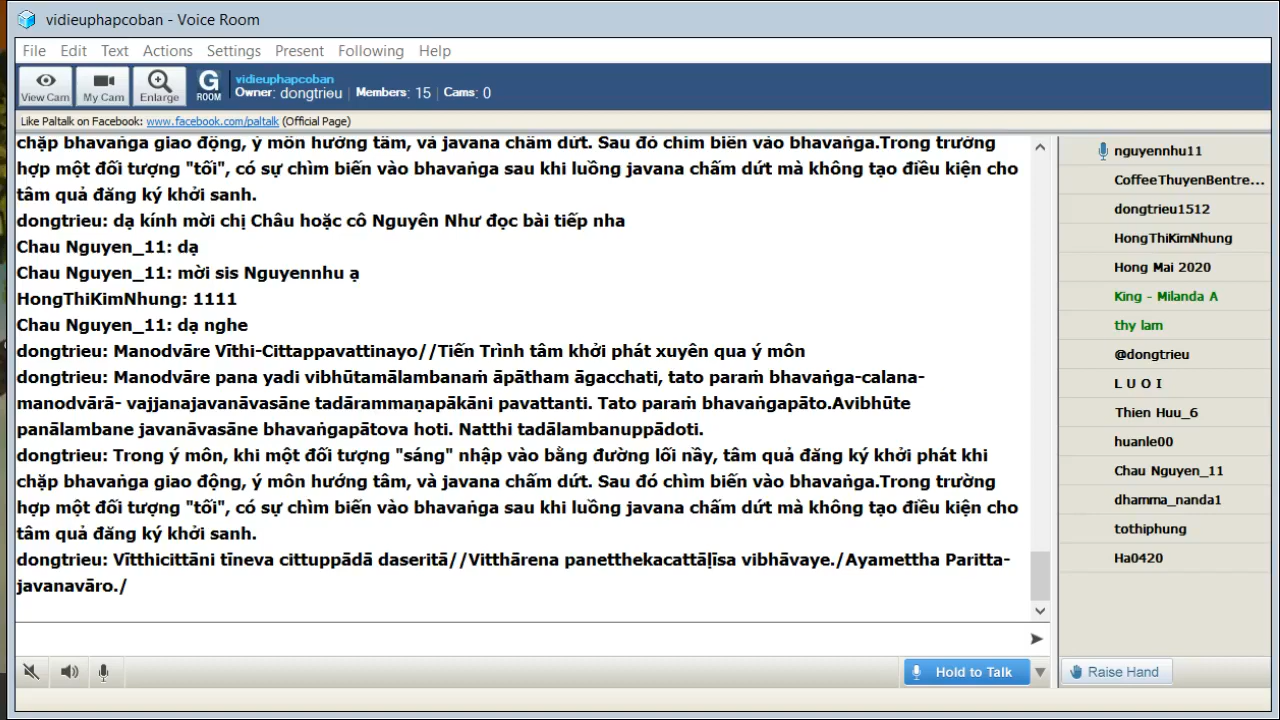 vidieuphapcoban - Voice Room
File Edit Text Actions Settings Present Following Help
View Cam My Cam Enlarge G ROOM
vidieuphapcoban
Owner: dongtrieu | Members: 15 | Cams: 0
Like Paltalk on Facebook: www.facebook.com/paltalk (Official Page)
chặp bhavaṅga giao động, ý môn hướng tâm, và javana chấm dứt. Sau đó chìm biến vào bhavaṅga.Trong trường
hợp một đối tượng "tối", có sự chìm biến vào bhavaṅga sau khi luồng javana chấm dứt mà không tạo điều kiện cho
tâm quả đăng ký khởi sanh.
dongtrieu: dạ kính mời chị Châu hoặc cô Nguyên Như đọc bài tiếp nha
Chau Nguyen_11: dạ
Chau Nguyen_11: mời sis Nguyennhu ạ
HongThiKimNhung: 1111
Chau Nguyen_11: dạ nghe
dongtrieu: Manodvāre Vīthi-Cittappavattinayo//Tiến Trình tâm khởi phát xuyên qua ý môn
dongtrieu: Manodvāre pana yadi vibhūtamālambanaṁ āpātham āgacchati, tato paraṁ bhavaṅga-calana-
manodvārā- vajjanajavanāvasāne tadārammaṇapākāni pavattanti. Tato paraṁ bhavaṅgapāto.Avibhūte
panālambane javanāvasāne bhavaṅgapātova hoti. Natthi tadālambanuppādoti.
dongtrieu: Trong ý môn, khi một đối tượng "sáng" nhập vào bằng đường lối nầy, tâm quả đăng ký khởi phát khi
chặp bhavaṅga giao động, ý môn hướng tâm, và javana chấm dứt. Sau đó chìm biến vào bhavaṅga.Trong trường
hợp một đối tượng "tối", có sự chìm biến vào bhavaṅga sau khi luồng javana chấm dứt mà không tạo điều kiện cho
tâm quả đăng ký khởi sanh.
dongtrieu: Vītthicittāni tīneva cittuppādā daseritā//Vitthārena panetthekacattāḷīsa vibhāvaye./Ayamettha Paritta-
javanavāro./
nguyennhu11
CoffeeThuyenBentre...
dongtrieu1512
HongThiKimNhung
Hong Mai 2020
King - Milanda A
thy lam
@dongtrieu
L U O I
Thien Huu_6
huanle00
Chau Nguyen_11
dhamma_nanda1
tothiphung
Ha0420
Hold to Talk
Raise Hand